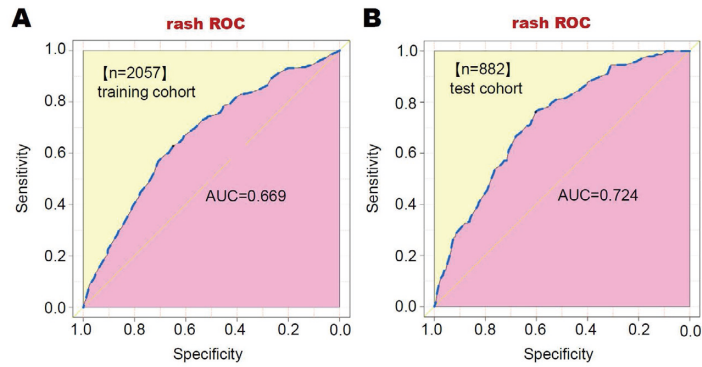 A
rash ROC
1.0
0.8
0.6
0.4
0.2
0.0
Sensitivity
【n=2057】
training cohort
AUC=0.669
1.0 0.8 0.6 0.4 0.2 0.0
Specificity
B
rash ROC
1.0
0.8
0.6
0.4
0.2
0.0
Sensitivity
【n=882】
test cohort
AUC=0.724
1.0 0.8 0.6 0.4 0.2 0.0
Specificity